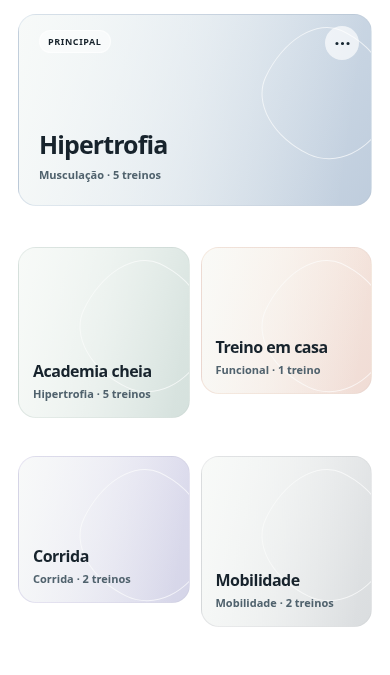 PRINCIPAL
Hipertrofia
Musculação · 5 treinos
Academia cheia
Hipertrofia · 5 treinos
Treino em casa
Funcional · 1 treino
Corrida
Corrida · 2 treinos
Mobilidade
Mobilidade · 2 treinos